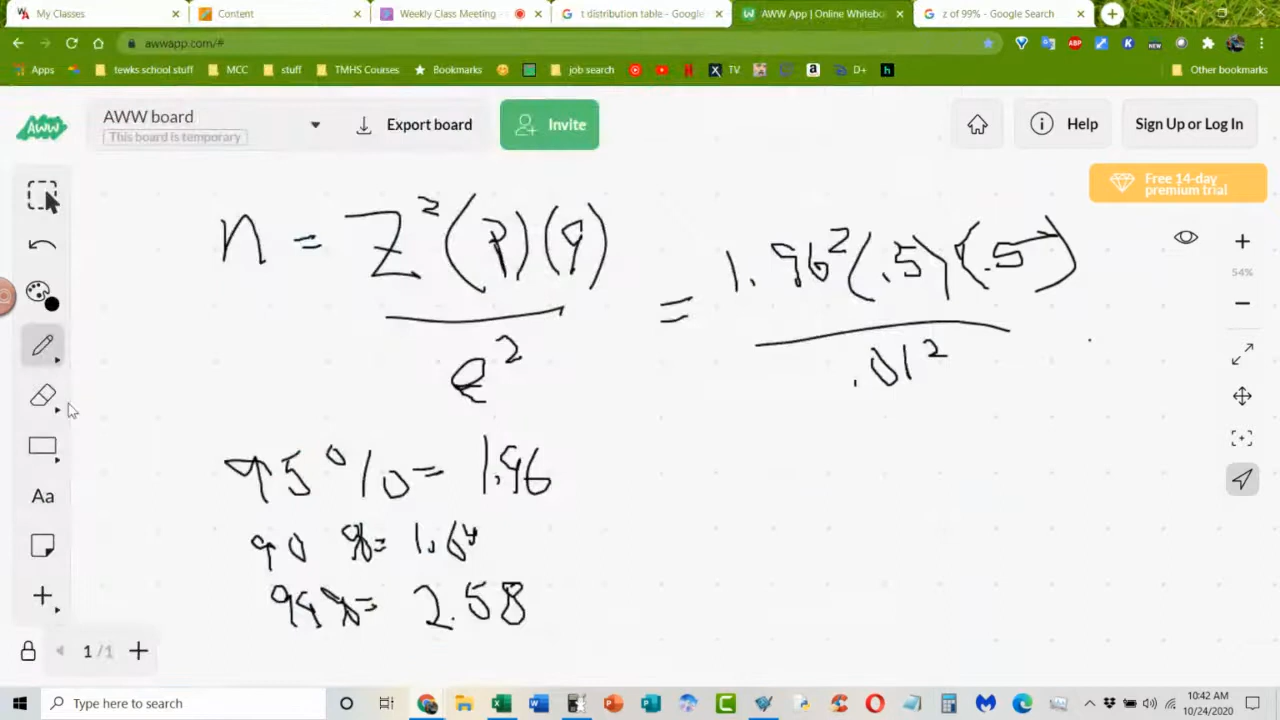 My Classes
Content
Weekly Class Meeting -
t distribution table - Google
AWW App | Online Whitebo
z of 99% - Google Search
awwapp.com/#
Apps
tewks school stuff
MCC
stuff
TMHS Courses
Bookmarks
job search
TV
D+
Other bookmarks
AWW
AWW board
This board is temporary
Export board
Invite
Help
Sign Up or Log In
Free 14-day
premium trial
n = Z²(p)(q) / e² = 1.96²(.5)(.5) / .01²
54%
95% = 1.96
90% = 1.64
99% = 2.58
Aa
1 / 1
Type here to search
10:42 AM
10/24/2020